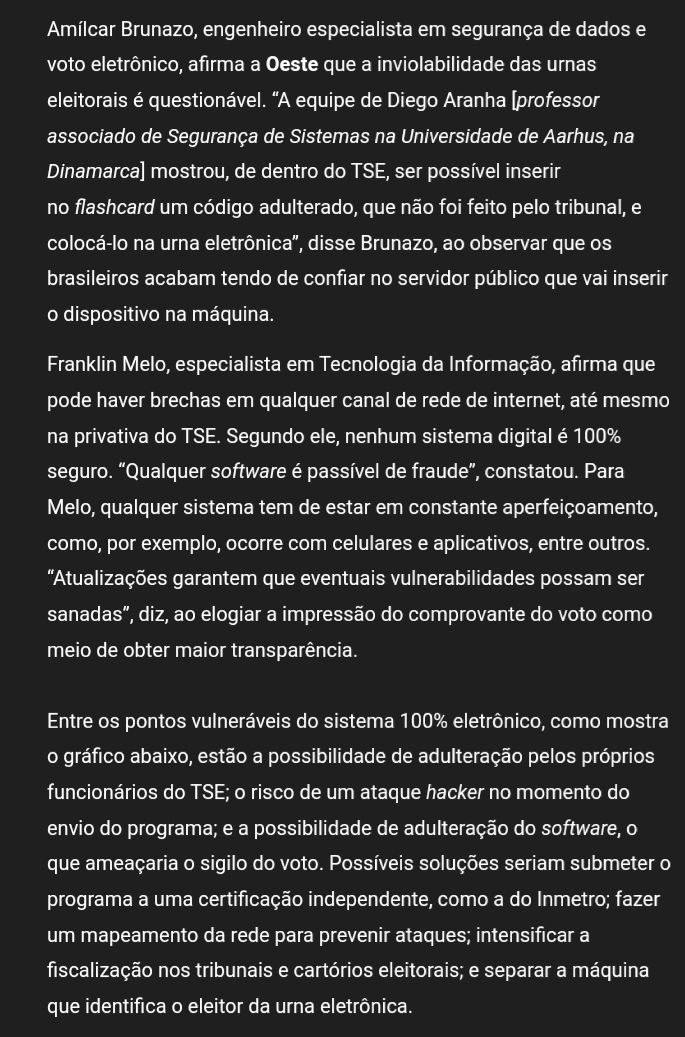 Amílcar Brunazo, engenheiro especialista em segurança de dados e
voto eletrônico, afirma a Oeste que a inviolabilidade das urnas
eleitorais é questionável. “A equipe de Diego Aranha [professor
associado de Segurança de Sistemas na Universidade de Aarhus, na
Dinamarca] mostrou, de dentro do TSE, ser possível inserir
no flashcard um código adulterado, que não foi feito pelo tribunal, e
colocá-lo na urna eletrônica”, disse Brunazo, ao observar que os
brasileiros acabam tendo de confiar no servidor público que vai inserir
o dispositivo na máquina.
Franklin Melo, especialista em Tecnologia da Informação, afirma que
pode haver brechas em qualquer canal de rede de internet, até mesmo
na privativa do TSE. Segundo ele, nenhum sistema digital é 100%
seguro. “Qualquer software é passível de fraude”, constatou. Para
Melo, qualquer sistema tem de estar em constante aperfeiçoamento,
como, por exemplo, ocorre com celulares e aplicativos, entre outros.
“Atualizações garantem que eventuais vulnerabilidades possam ser
sanadas”, diz, ao elogiar a impressão do comprovante do voto como
meio de obter maior transparência.
Entre os pontos vulneráveis do sistema 100% eletrônico, como mostra
o gráfico abaixo, estão a possibilidade de adulteração pelos próprios
funcionários do TSE; o risco de um ataque hacker no momento do
envio do programa; e a possibilidade de adulteração do software, o
que ameaçaria o sigilo do voto. Possíveis soluções seriam submeter o
programa a uma certificação independente, como a do Inmetro; fazer
um mapeamento da rede para prevenir ataques; intensificar a
fiscalização nos tribunais e cartórios eleitorais; e separar a máquina
que identifica o eleitor da urna eletrônica.